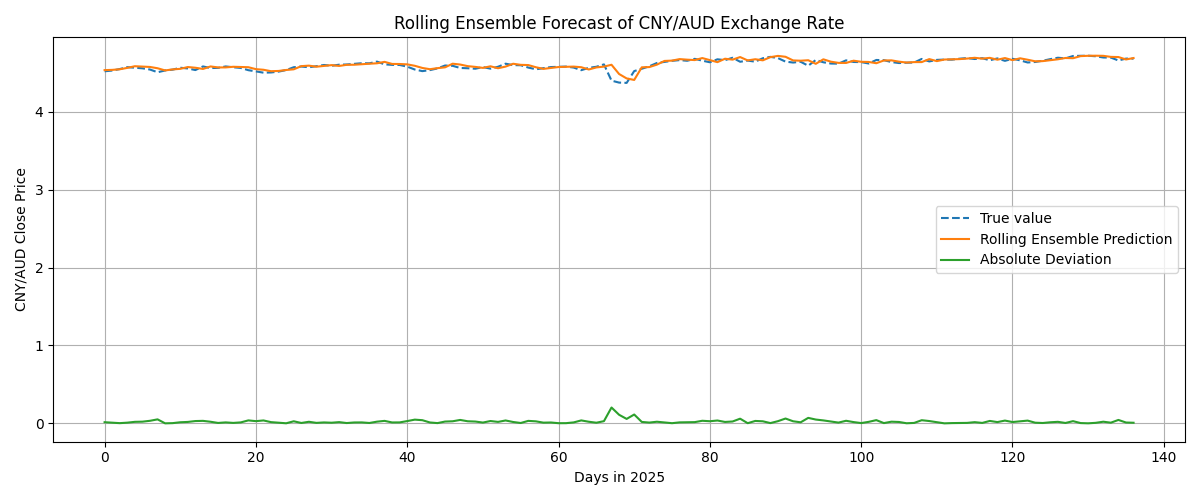 Rolling Ensemble Forecast of CNY/AUD Exchange Rate
CNY/AUD Close Price
4
3
2
1
0
True value
Rolling Ensemble Prediction
Absolute Deviation
0 20 40 60 80 100 120 140
Days in 2025